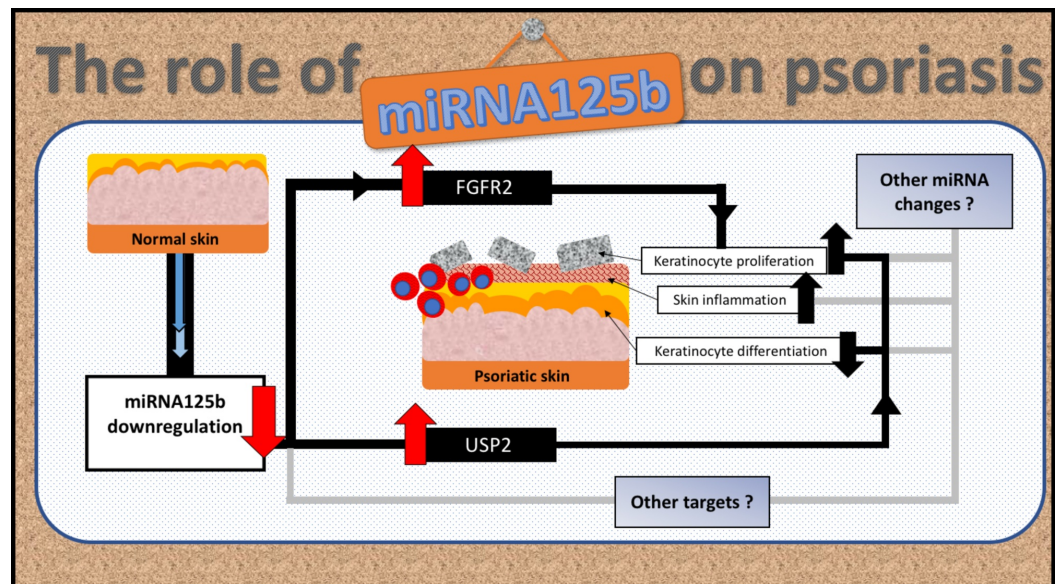 The role of miRNA125b on psoriasis
FGFR2
Other miRNA
changes ?
Normal skin
Keratinocyte proliferation
Skin inflammation
Keratinocyte differentiation
Psoriatic skin
miRNA125b
downregulation
USP2
Other targets ?